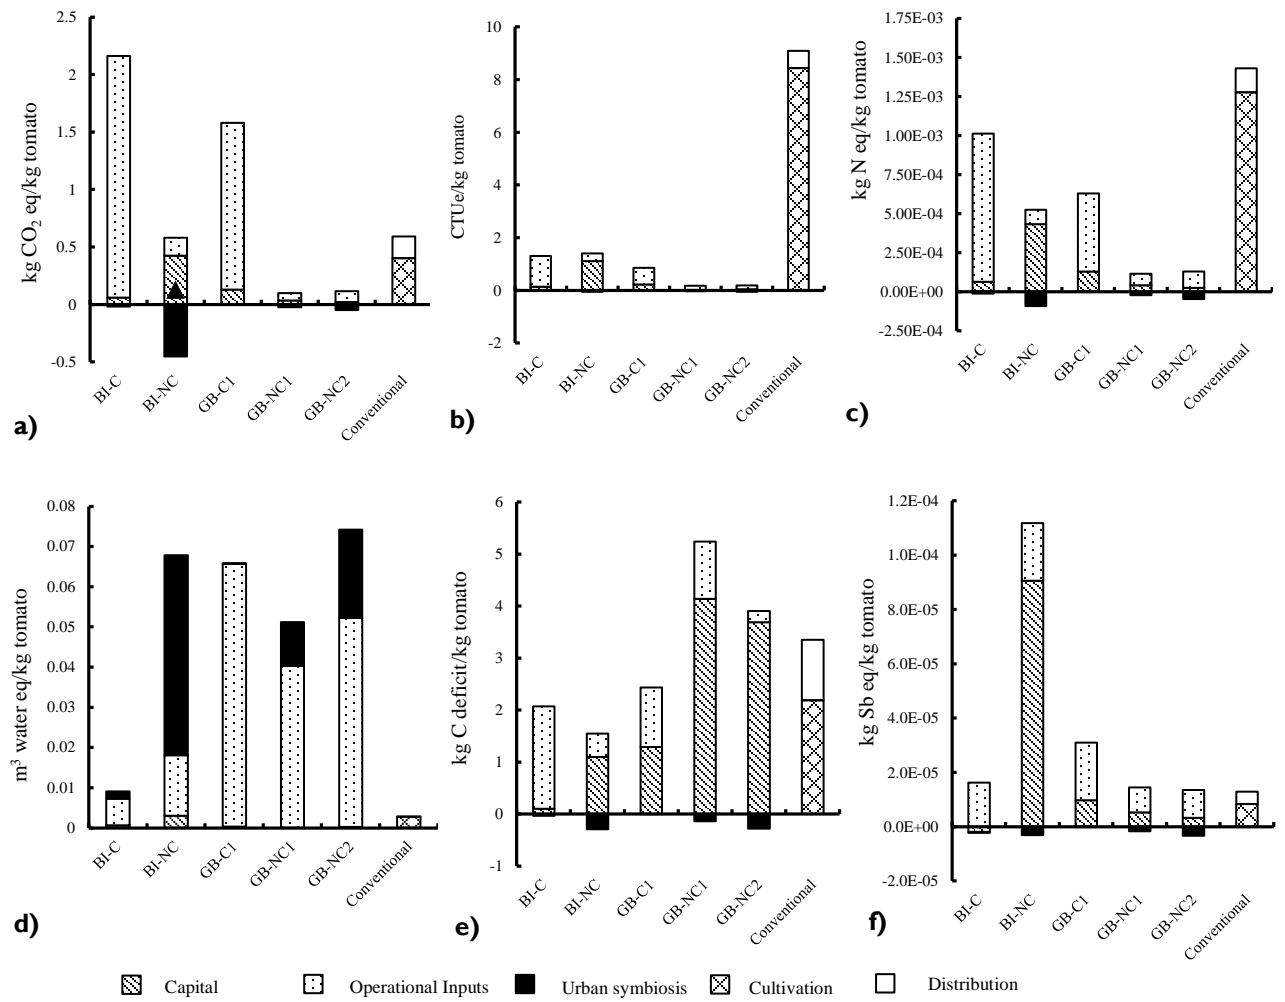 2.5
2
1.5
1
0.5
0
-0.5
kg CO2 eq/kg tomato
BI-C
BI-NC
GB-C1
GB-NC1
GB-NC2
Conventional
a)
10
8
6
4
2
0
-2
CTUe/kg tomato
BI-C
BI-NC
GB-C1
GB-NC1
GB-NC2
Conventional
b)
1.75E-03
1.50E-03
1.25E-03
1.00E-03
7.50E-04
5.00E-04
2.50E-04
0.00E+00
-2.50E-04
kg N eq/kg tomato
BI-C
BI-NC
GB-C1
GB-NC1
GB-NC2
Conventional
c)
0.08
0.07
0.06
0.05
0.04
0.03
0.02
0.01
0
m³ water eq/kg tomato
BI-C
BI-NC
GB-C1
GB-NC1
GB-NC2
Conventional
d)
6
5
4
3
2
1
0
-1
kg C deficit/kg tomato
BI-C
BI-NC
GB-C1
GB-NC1
GB-NC2
Conventional
e)
1.2E-04
1.0E-04
8.0E-05
6.0E-05
4.0E-05
2.0E-05
0.0E+00
-2.0E-05
kg Sb eq/kg tomato
BI-C
BI-NC
GB-C1
GB-NC1
GB-NC2
Conventional
f)
Capital
Operational Inputs
Urban symbiosis
Cultivation
Distribution